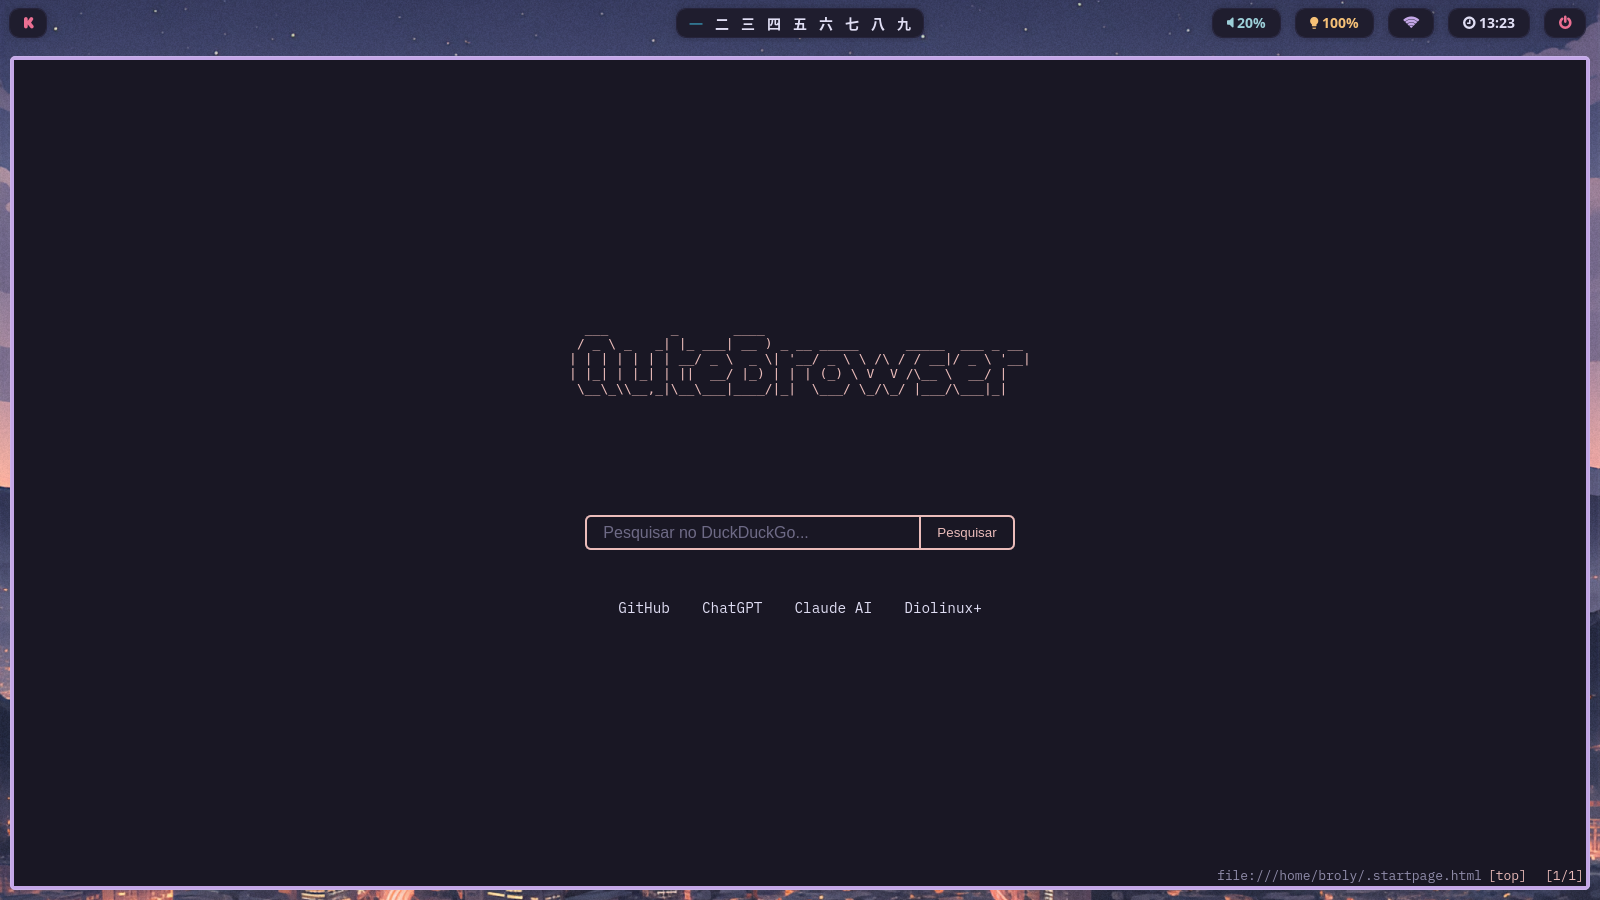 一 二 三 四 五 六 七 八 九
20%
100%
13:23
QuteBrowser
Pesquisar no DuckDuckGo...
Pesquisar
GitHub ChatGPT Claude AI Diolinux+
file:///home/broly/.startpage.html [top] [1/1]